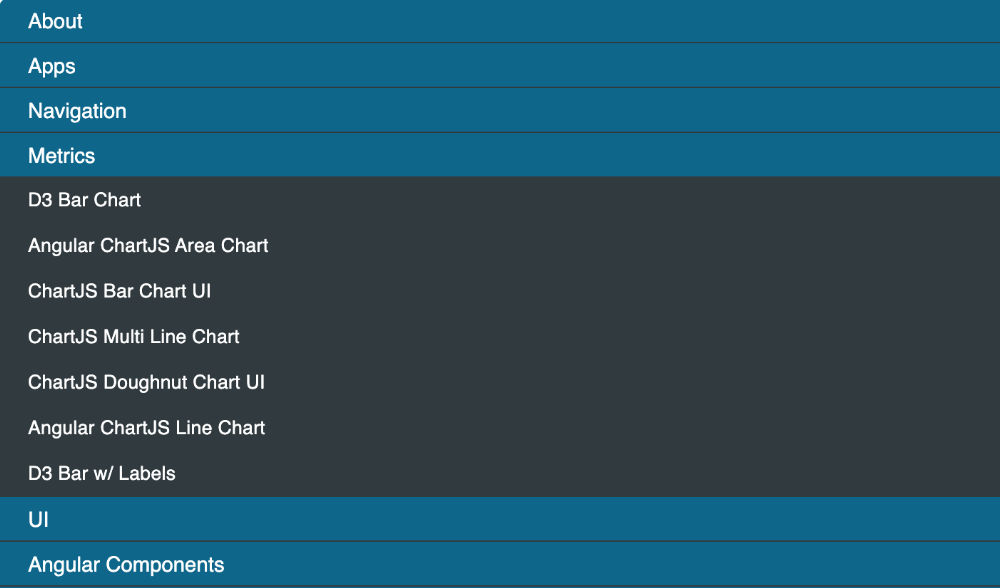 About
Apps
Navigation
Metrics
D3 Bar Chart
Angular ChartJS Area Chart
ChartJS Bar Chart UI
ChartJS Multi Line Chart
ChartJS Doughnut Chart UI
Angular ChartJS Line Chart
D3 Bar w/ Labels
UI
Angular Components